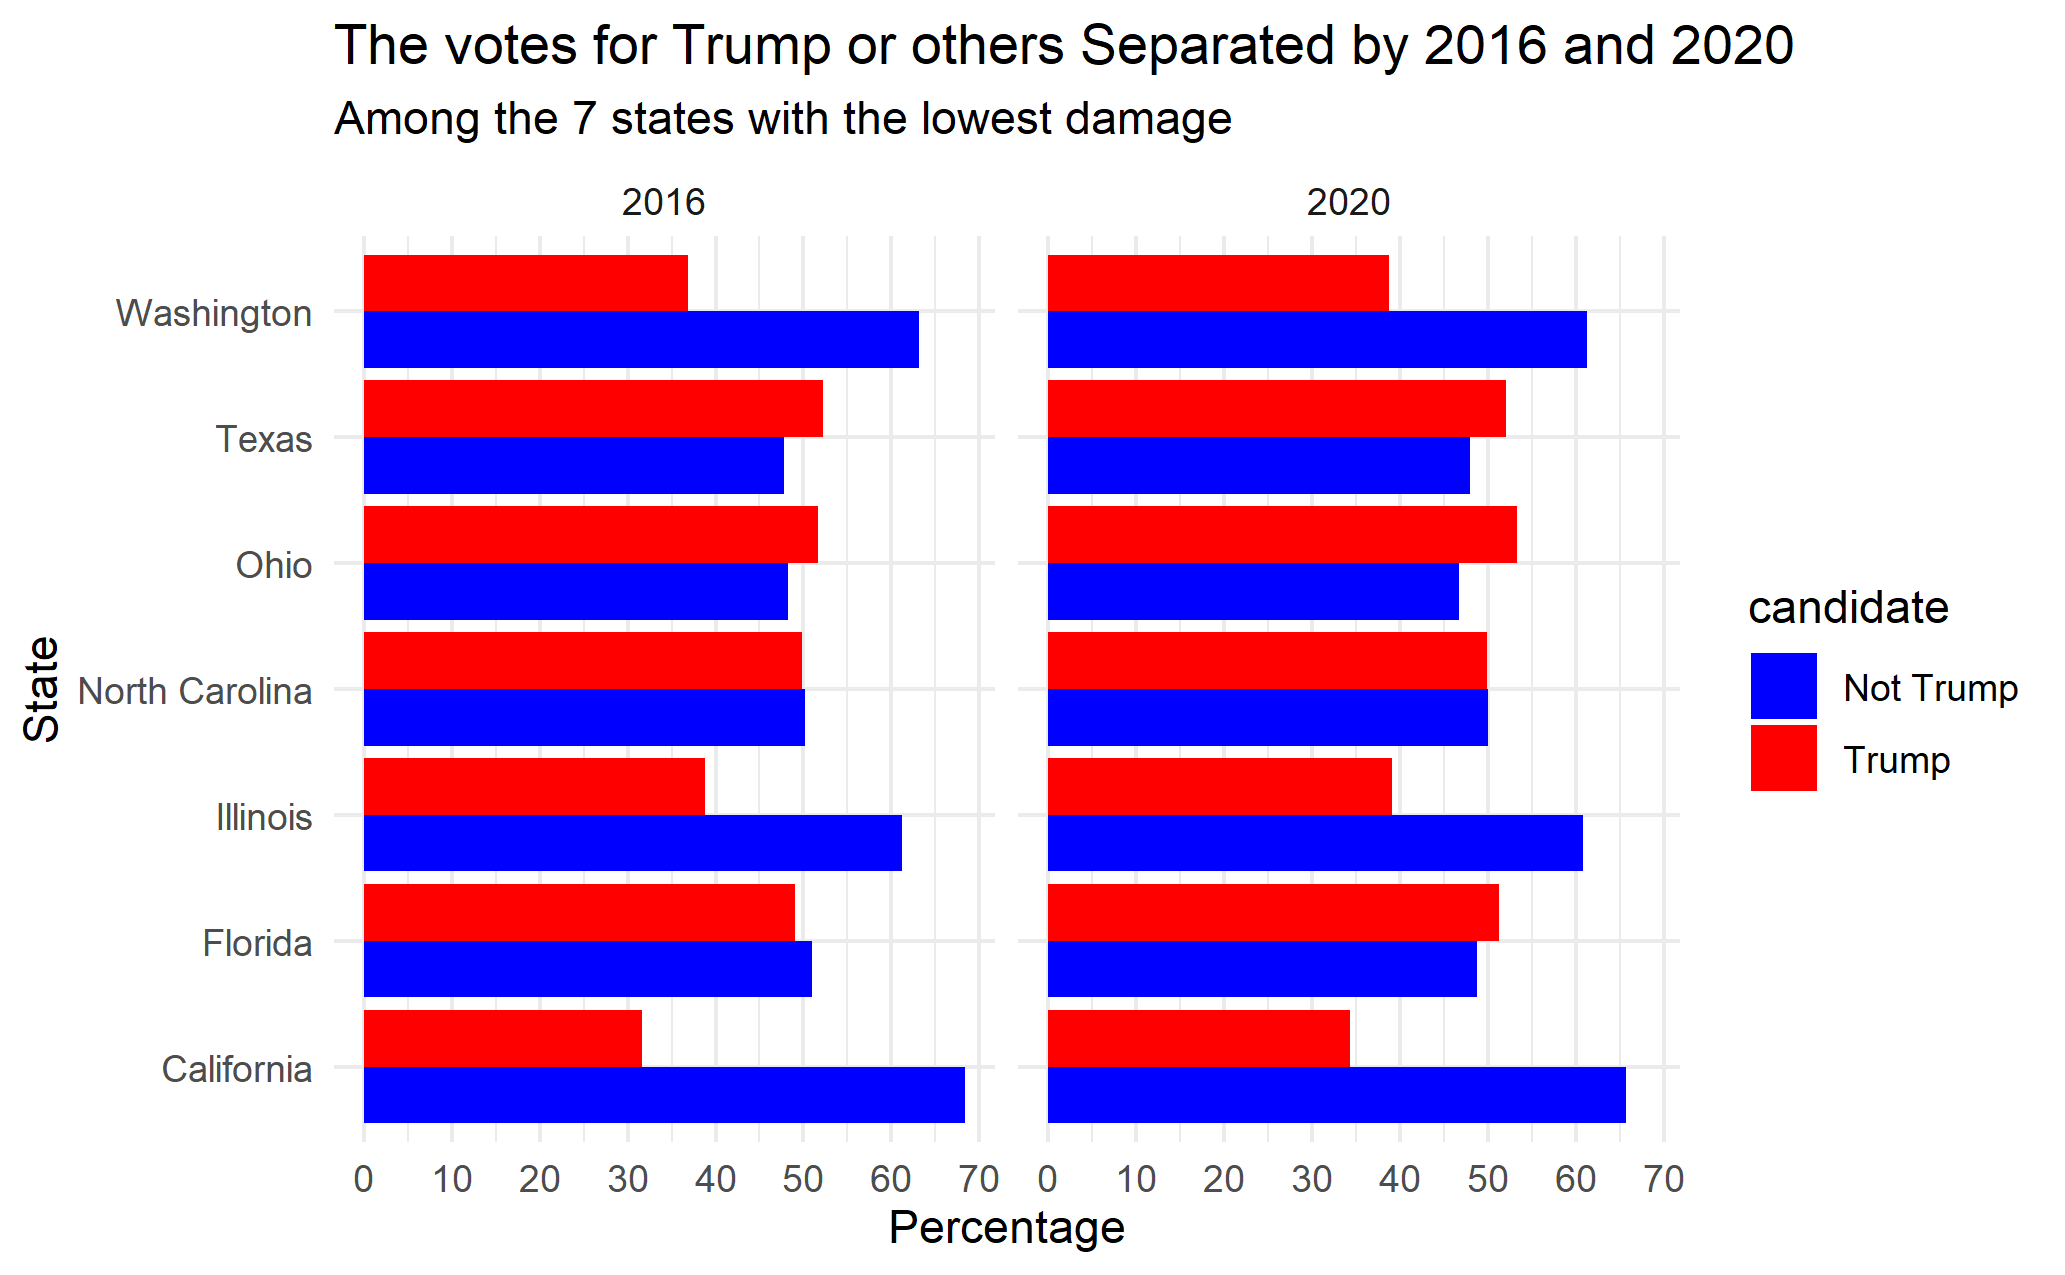 The votes for Trump or others Separated by 2016 and 2020
Among the 7 states with the lowest damage
2016
2020
Washington
Texas
Ohio
North Carolina
Illinois
Florida
California
State
0 10 20 30 40 50 60 70
0 10 20 30 40 50 60 70
Percentage
candidate
Not Trump
Trump